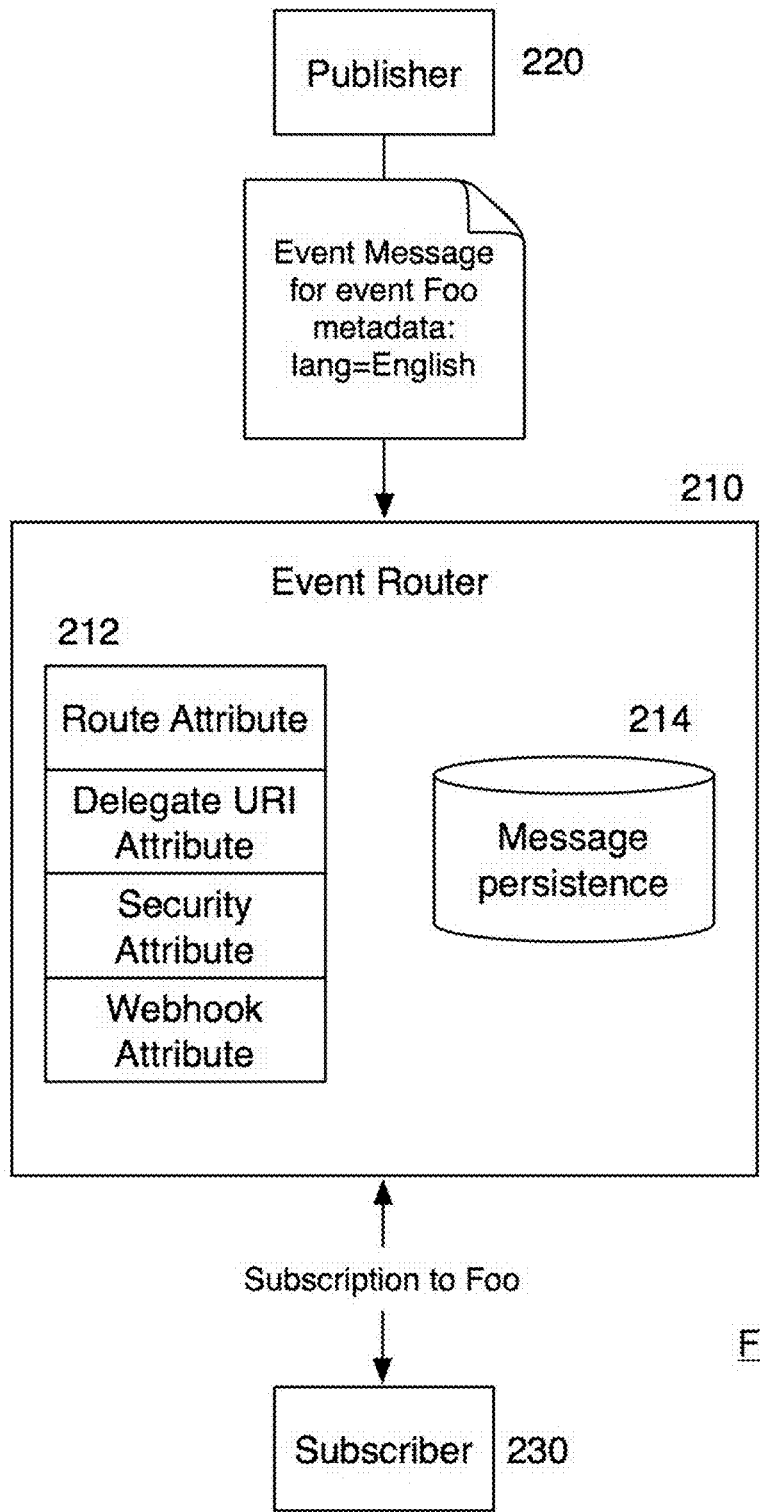 Publisher
220
Event Message
for event Foo
metadata:
lang=English
210
Event Router
212
Route Attribute
Delegate URI
Attribute
Security
Attribute
Webhook
Attribute
214
Message
persistence
Subscription to Foo
F
Subscriber
230